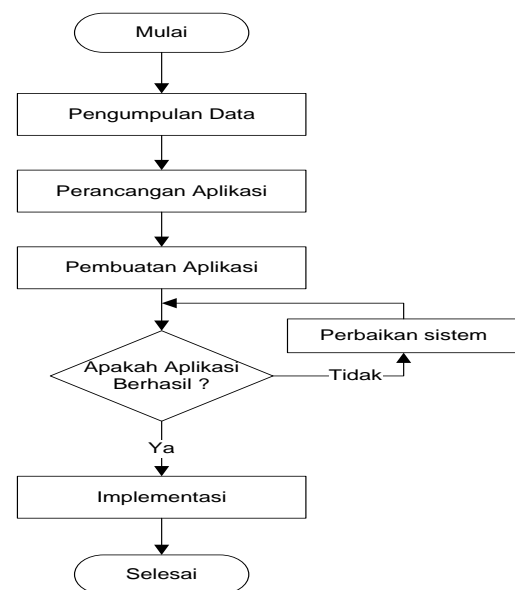 Mulai
Pengumpulan Data
Perancangan Aplikasi
Pembuatan Aplikasi
Perbaikan sistem
Apakah Aplikasi
Berhasil ?
Tidak
Ya
Implementasi
Selesai